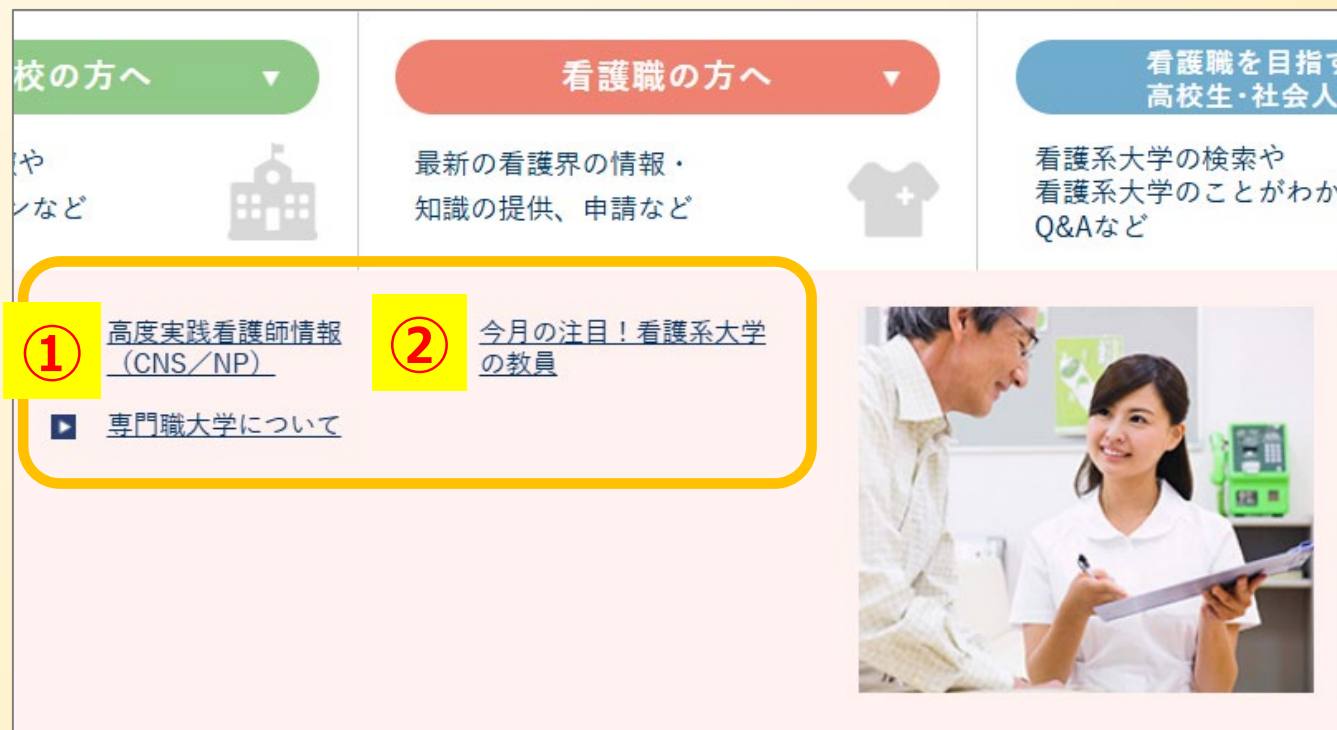 校の方へ ▼
や
ンなど
看護職の方へ ▼
最新の看護界の情報・
知識の提供、申請など
看護職を目指す
高校生・社会人
看護系大学の検索や
看護系大学のことがわか
Q&Aなど
① 高度実践看護師情報
（CNS／NP）
専門職大学について
② 今月の注目！看護系大学
の教員